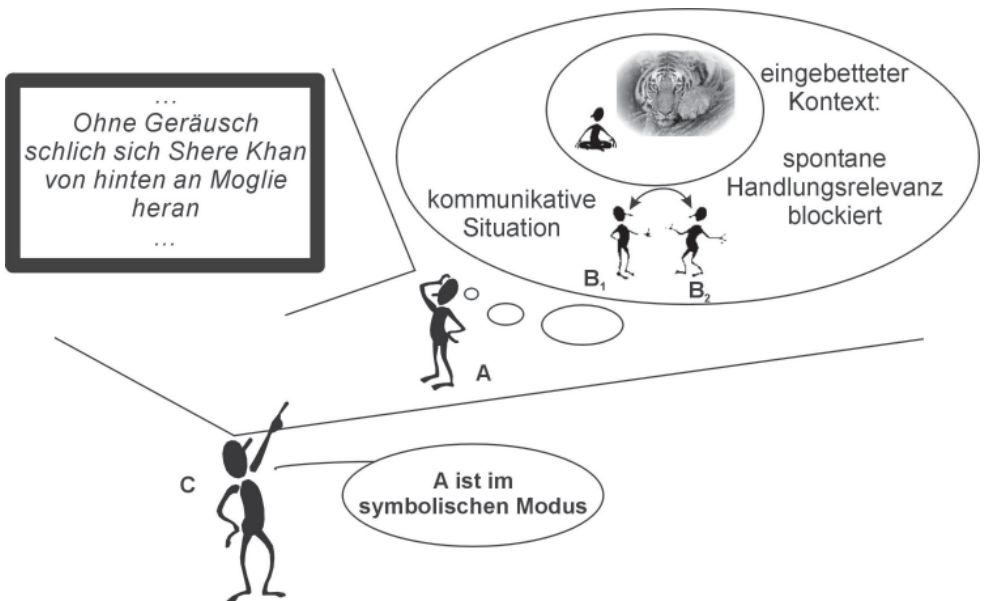 ...
Ohne Geräusch
schlich sich Shere Khan
von hinten an Moglie
heran
...
eingebetteter
Kontext:
spontane
Handlungsrelevanz
blockiert
kommunikative
Situation
B₁
B₂
A
C
A ist im
symbolischen Modus